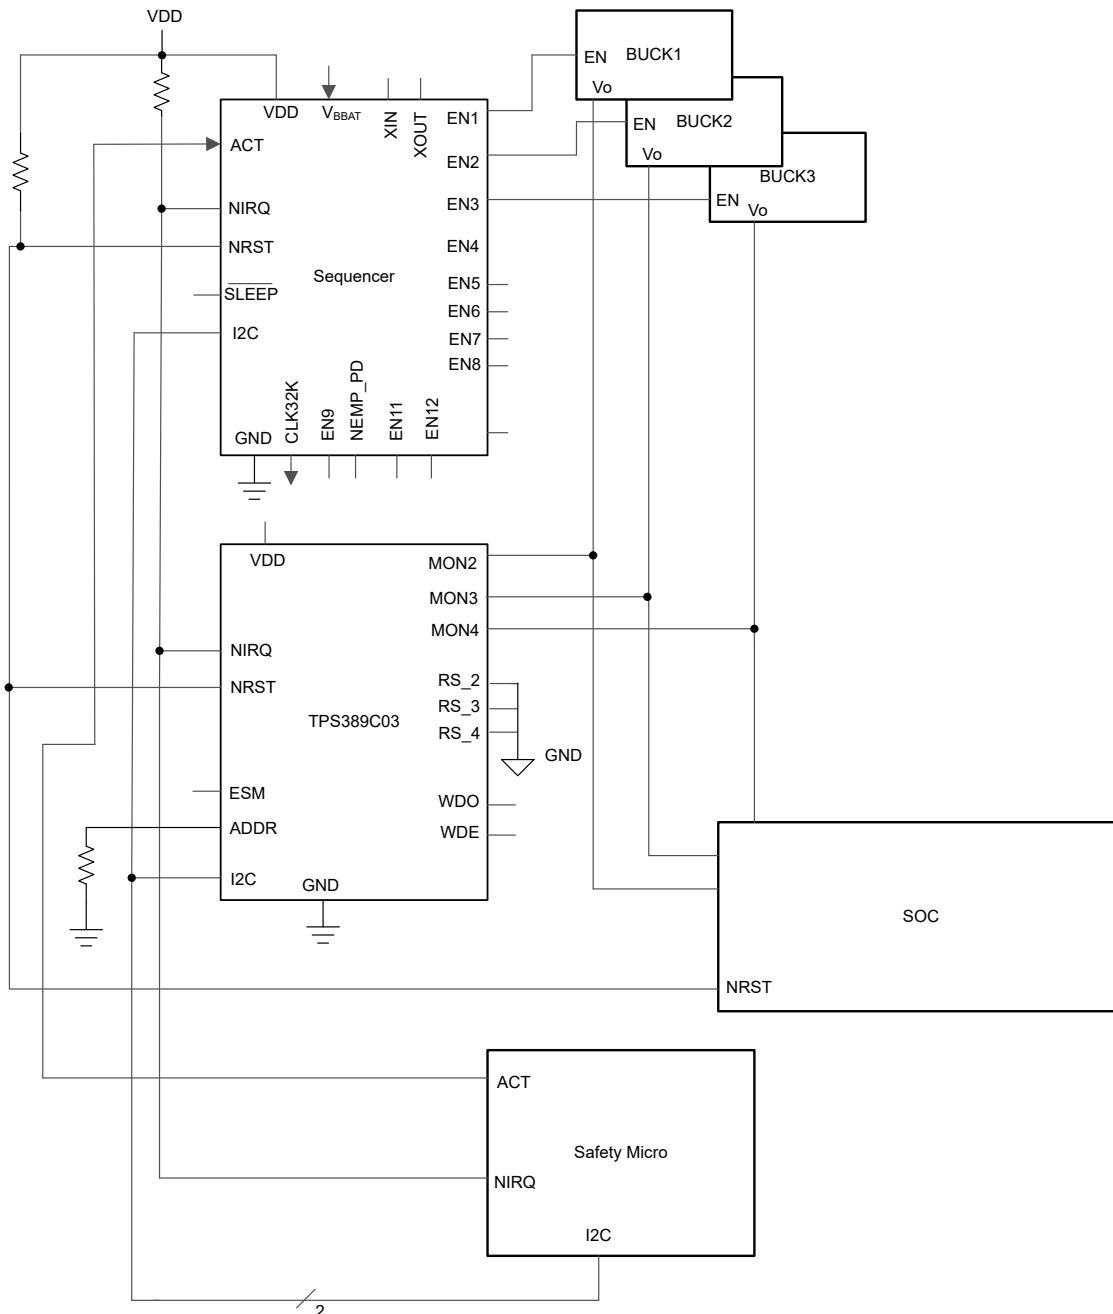 VDD
EN
BUCK1
Vo
VDD
VBBAT
XIN
XOUT
EN1
EN
BUCK2
Vo
ACT
EN2
BUCK3
NIRQ
EN3
EN
Vo
NRST
EN4
Sequencer
SLEEP
EN5
EN6
I2C
EN7
EN8
CLK32K
EN9
NEMP_PD
EN11
EN12
GND
VDD
MON2
MON3
MON4
NIRQ
NRST
RS_2
RS_3
RS_4
TPS389C03
GND
ESM
WDO
ADDR
WDE
I2C
GND
SOC
NRST
ACT
Safety Micro
NIRQ
I2C
2